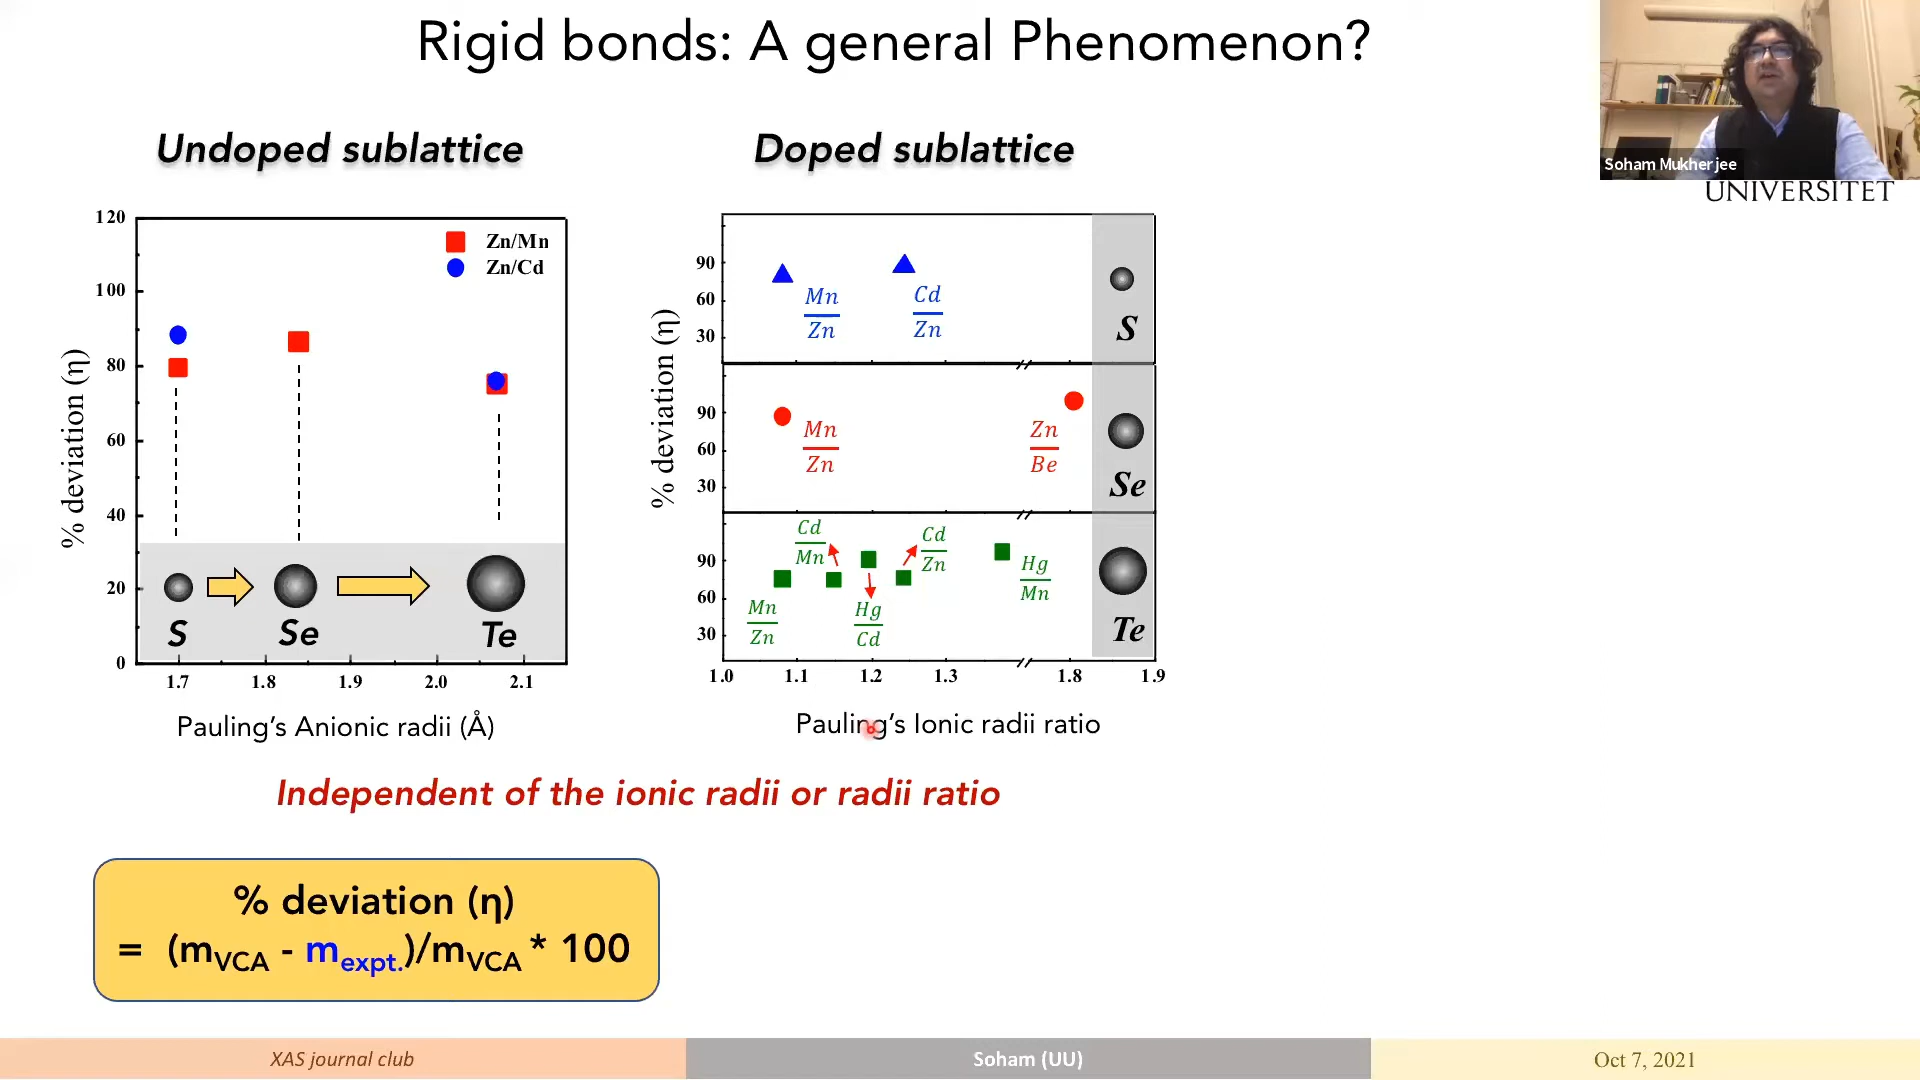 Rigid bonds: A general Phenomenon?
Soham Mukherjee
UNIVERSITET
Undoped sublattice
Doped sublattice
120
100
80
60
40
20
0
% deviation (η)
Zn/Mn
Zn/Cd
S
Se
Te
1.7
1.8
1.9
2.0
2.1
Pauling's Anionic radii (Å)
% deviation (η)
90
60
30
Mn
Zn
Cd
Zn
S
90
60
30
Mn
Zn
Zn
Be
Se
90
60
30
Cd
Mn
Cd
Zn
Mn
Zn
Hg
Cd
Hg
Mn
Te
1.0
1.1
1.2
1.3
1.8
1.9
Pauling's Ionic radii ratio
Independent of the ionic radii or radii ratio
% deviation (η)
= (mVCA - mexpt.)/mVCA * 100
XAS journal club
Soham (UU)
Oct 7, 2021